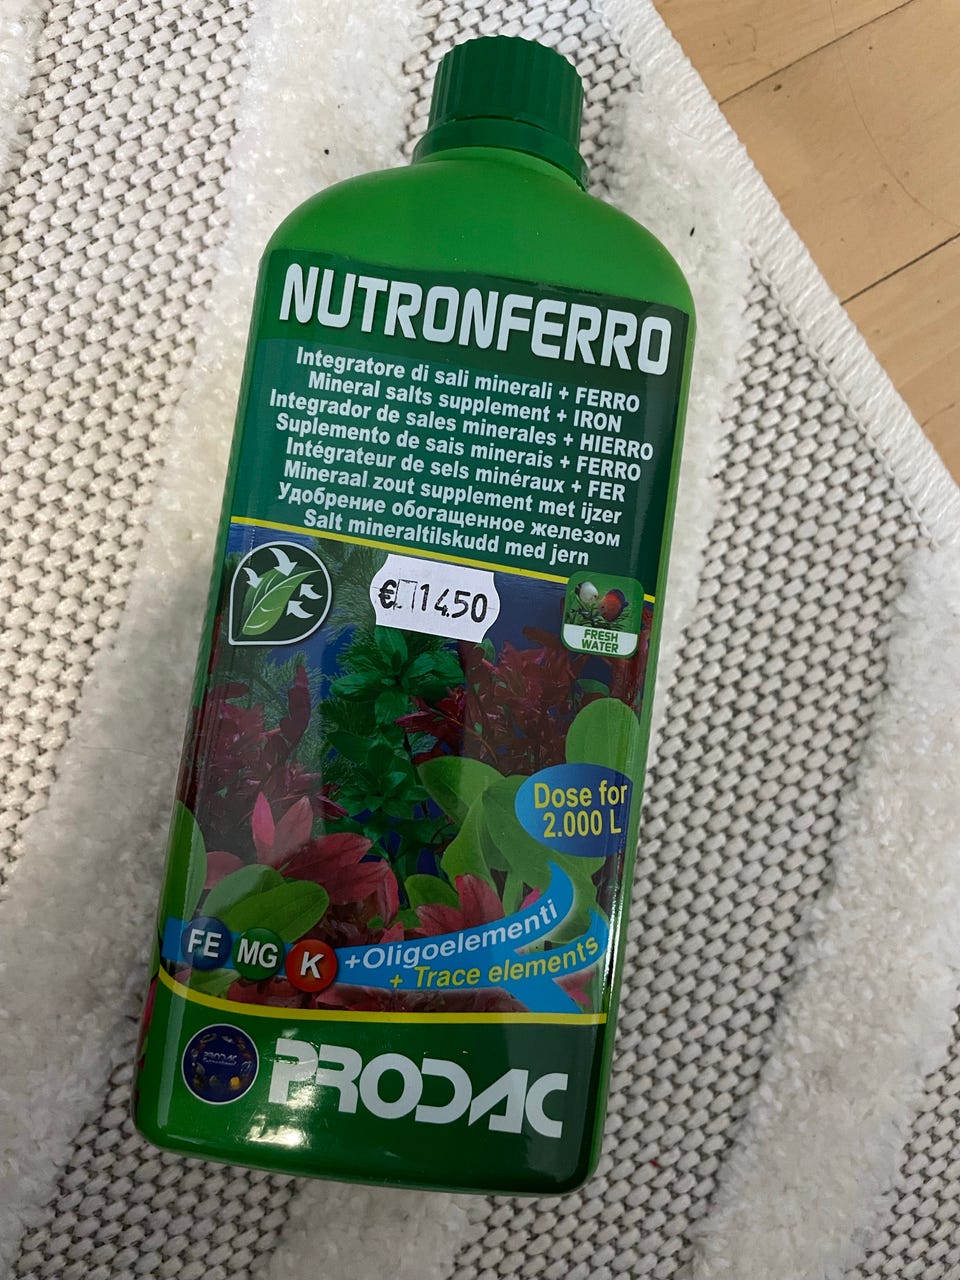 NUTRONFERRO
Integratore di sali minerali + FERRO
Mineral salts supplement + IRON
Integrador de sales minerales + HIERRO
Suplemento de sais minerais + FERRO
Intégrateur de sels minéraux + FER
Mineraal zout supplement met ijzer
Удобрение обогащенное железом
Salt mineraltilskudd med jern
€ 14.50
FRESH
WATER
Dose for
2.000 L
FE MG K
+Oligoelementi
+ Trace elements
PRODAC
PRODAC